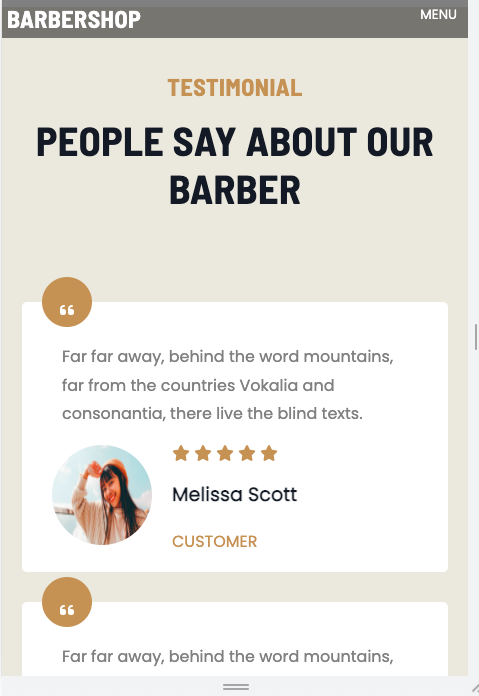 BARBERSHOP
MENU
TESTIMONIAL
PEOPLE SAY ABOUT OUR
BARBER
“
Far far away, behind the word mountains,
far from the countries Vokalia and
consonantia, there live the blind texts.
Melissa Scott
CUSTOMER
“
Far far away, behind the word mountains,